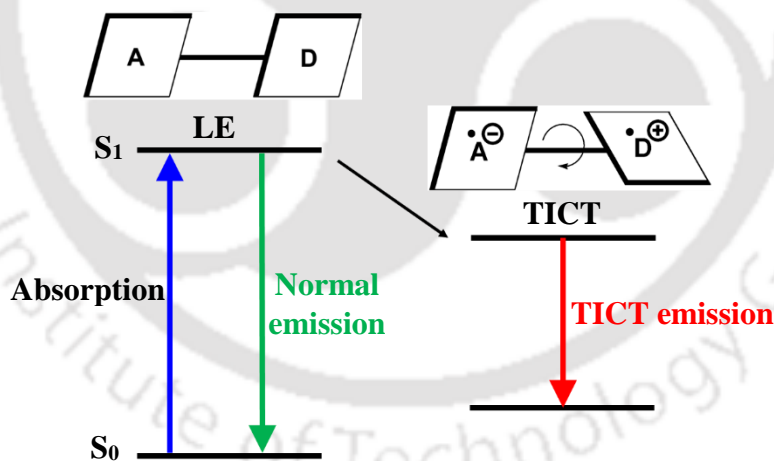 A D
LE
S₁
•A⊖ •D⊕
TICT
Absorption
Normal
emission
TICT emission
S₀
Institute of Technology G